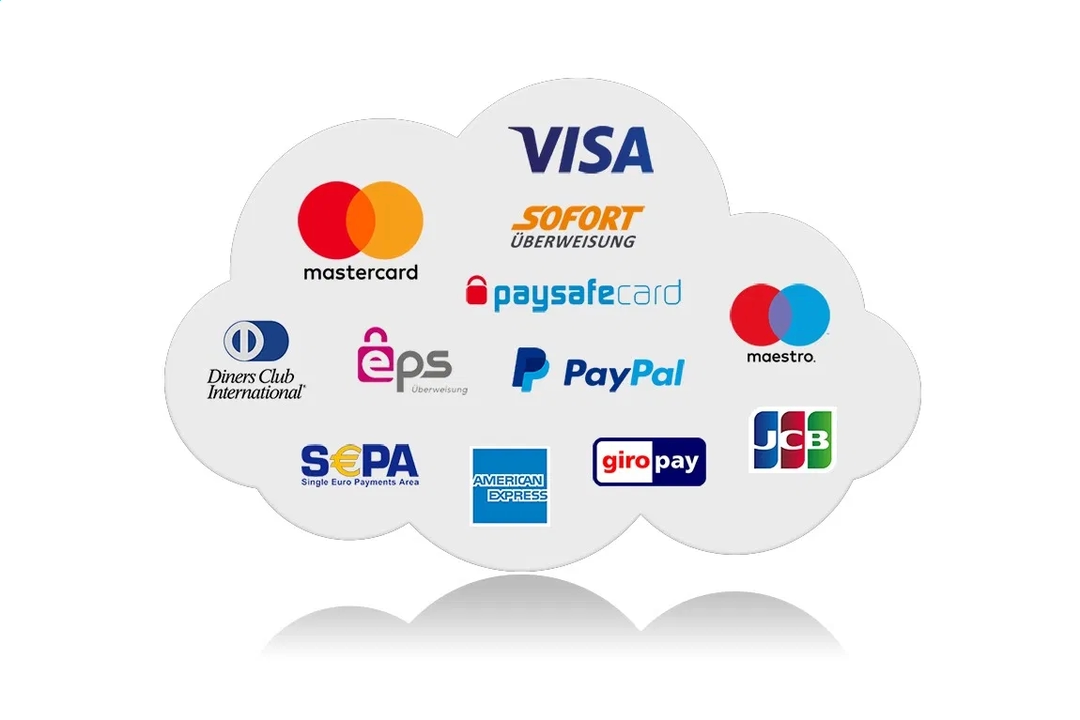 VISA
mastercard
SOFORT
ÜBERWEISUNG
paysafecard
maestro.
Diners Club
International®
eps
Überweisung
PayPal
JCB
S€PA
Single Euro Payments Area
AMERICAN
EXPRESS
giropay